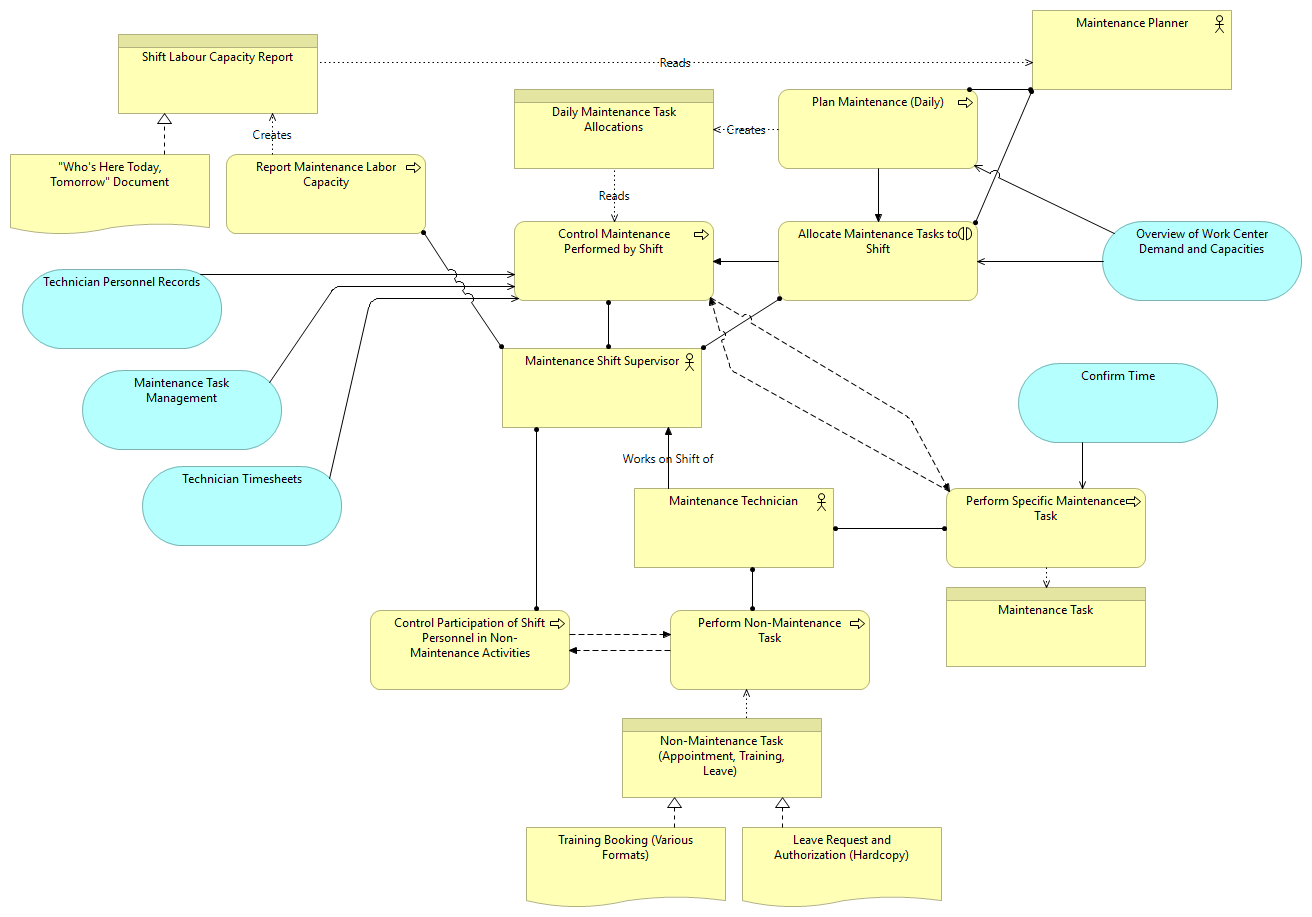 Maintenance Planner
Shift Labour Capacity Report
Reads
Plan Maintenance (Daily)
Daily Maintenance Task
Allocations
Creates
Creates
"Who's Here Today,
Tomorrow" Document
Report Maintenance Labor
Capacity
Reads
Control Maintenance
Performed by Shift
Allocate Maintenance Tasks to
Shift
Overview of Work Center
Demand and Capacities
Technician Personnel Records
Maintenance Shift Supervisor
Maintenance Task
Management
Confirm Time
Works on Shift of
Technician Timesheets
Maintenance Technician
Perform Specific Maintenance
Task
Maintenance Task
Control Participation of Shift
Personnel in Non-
Maintenance Activities
Perform Non-Maintenance
Task
Non-Maintenance Task
(Appointment, Training,
Leave)
Training Booking (Various
Formats)
Leave Request and
Authorization (Hardcopy)